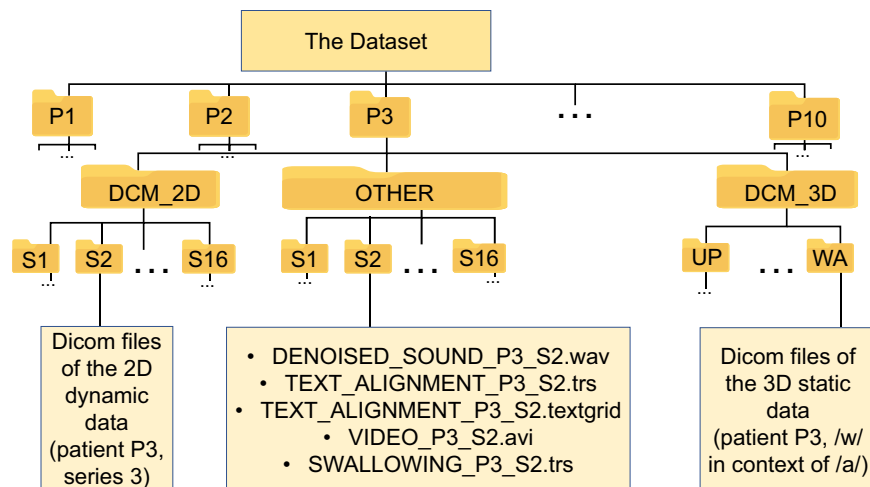 The Dataset
P1
P2
P3
...
P10
...
...
...
DCM_2D
OTHER
DCM_3D
S1
S2
...
S16
S1
S2
...
S16
UP
...
WA
...
...
...
...
...
Dicom files
of the 2D
dynamic
data
(patient P3,
series 3)
• DENOISED_SOUND_P3_S2.wav
• TEXT_ALIGNMENT_P3_S2.trs
• TEXT_ALIGNMENT_P3_S2.textgrid
• VIDEO_P3_S2.avi
• SWALLOWING_P3_S2.trs
Dicom files of
the 3D static
data
(patient P3, /w/
in context of /a/)